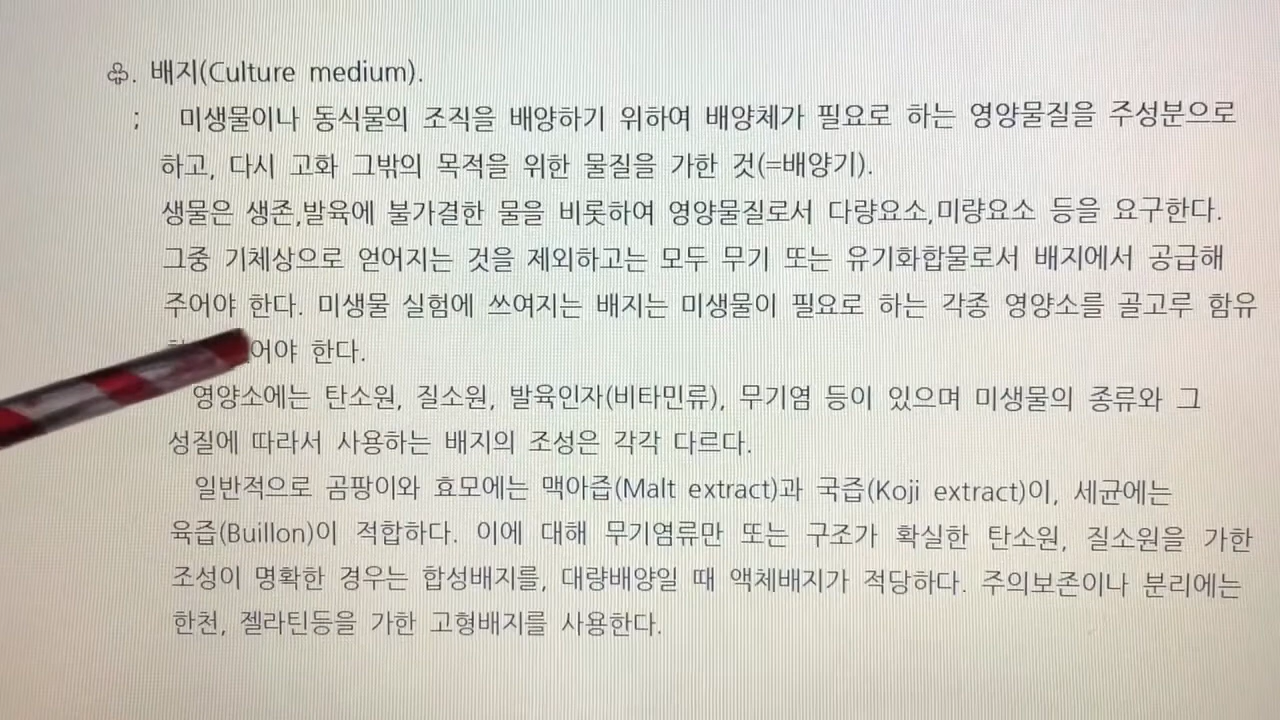 ♧. 배지(Culture medium).
; 미생물이나 동식물의 조직을 배양하기 위하여 배양체가 필요로 하는 영양물질을 주성분으로
하고, 다시 고화 그밖의 목적을 위한 물질을 가한 것(=배양기).
생물은 생존,발육에 불가결한 물을 비롯하여 영양물질로서 다량요소,미량요소 등을 요구한다.
그중 기체상으로 얻어지는 것을 제외하고는 모두 무기 또는 유기화합물로서 배지에서 공급해
주어야 한다. 미생물 실험에 쓰여지는 배지는 미생물이 필요로 하는 각종 영양소를 골고루 함유
어야 한다.
영양소에는 탄소원, 질소원, 발육인자(비타민류), 무기염 등이 있으며 미생물의 종류와 그
성질에 따라서 사용하는 배지의 조성은 각각 다르다.
일반적으로 곰팡이와 효모에는 맥아즙(Malt extract)과 국즙(Koji extract)이, 세균에는
육즙(Buillon)이 적합하다. 이에 대해 무기염류만 또는 구조가 확실한 탄소원, 질소원을 가한
조성이 명확한 경우는 합성배지를, 대량배양일 때 액체배지가 적당하다. 주의보존이나 분리에는
한천, 젤라틴등을 가한 고형배지를 사용한다.